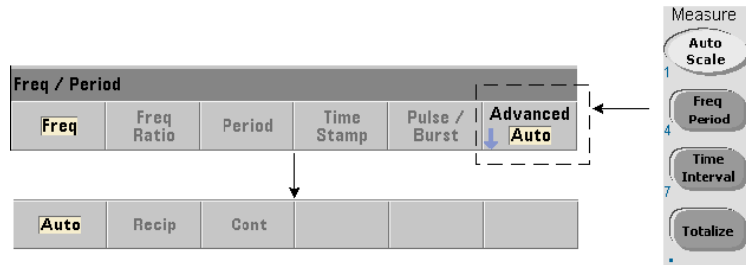 Measure
Auto
Scale
1
Freq / Period
Freq
Freq
Ratio
Period
Time
Stamp
Pulse /
Burst
Advanced
Auto
Freq
Period
4
Time
Interval
7
Totalize
.
Auto
Recip
Cont